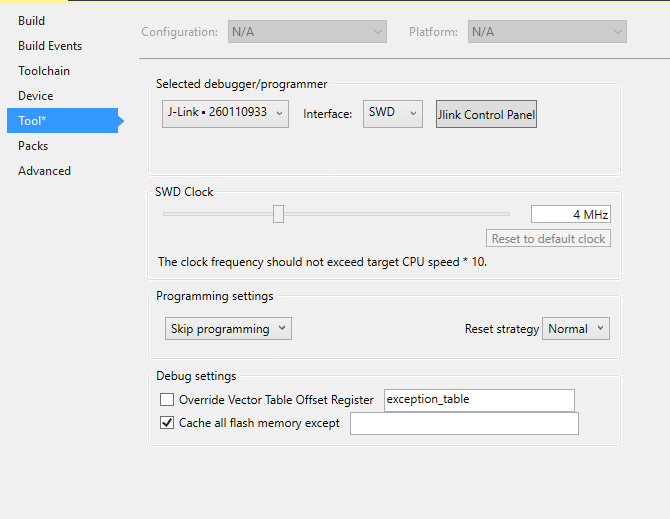 Build
Build Events
Toolchain
Device
Tool*
Packs
Advanced
Configuration: N/A Platform: N/A
Selected debugger/programmer
J-Link • 260110933 Interface: SWD Jlink Control Panel
SWD Clock
4 MHz
Reset to default clock
The clock frequency should not exceed target CPU speed * 10.
Programming settings
Skip programming Reset strategy Normal
Debug settings
Override Vector Table Offset Register exception_table
Cache all flash memory except